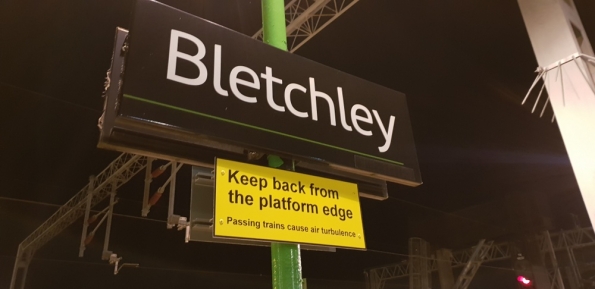 Bletchley
Keep back from
the platform edge
Passing trains cause air turbulence